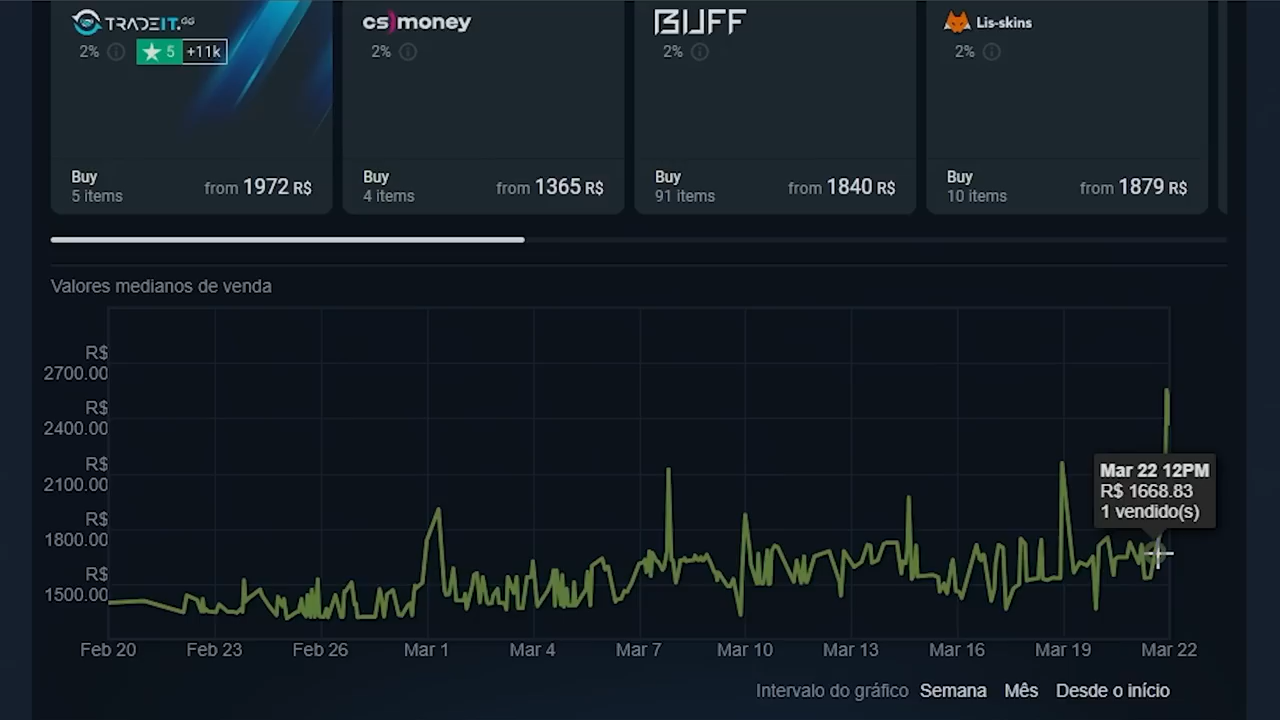 TRADEIT.GG
2%
5 +11k
Buy
5 items
from 1972 R$
cs)money
2%
Buy
4 items
from 1365 R$
BUFF
2%
Buy
91 items
from 1840 R$
Lis-skins
2%
Buy
10 items
from 1879 R$
Valores medianos de venda
R$
2700.00
R$
2400.00
R$
2100.00
R$
1800.00
R$
1500.00
Mar 22 12PM
R$ 1668.83
1 vendido(s)
Feb 20 Feb 23 Feb 26 Mar 1 Mar 4 Mar 7 Mar 10 Mar 13 Mar 16 Mar 19 Mar 22
Intervalo do gráfico Semana Mês Desde o início